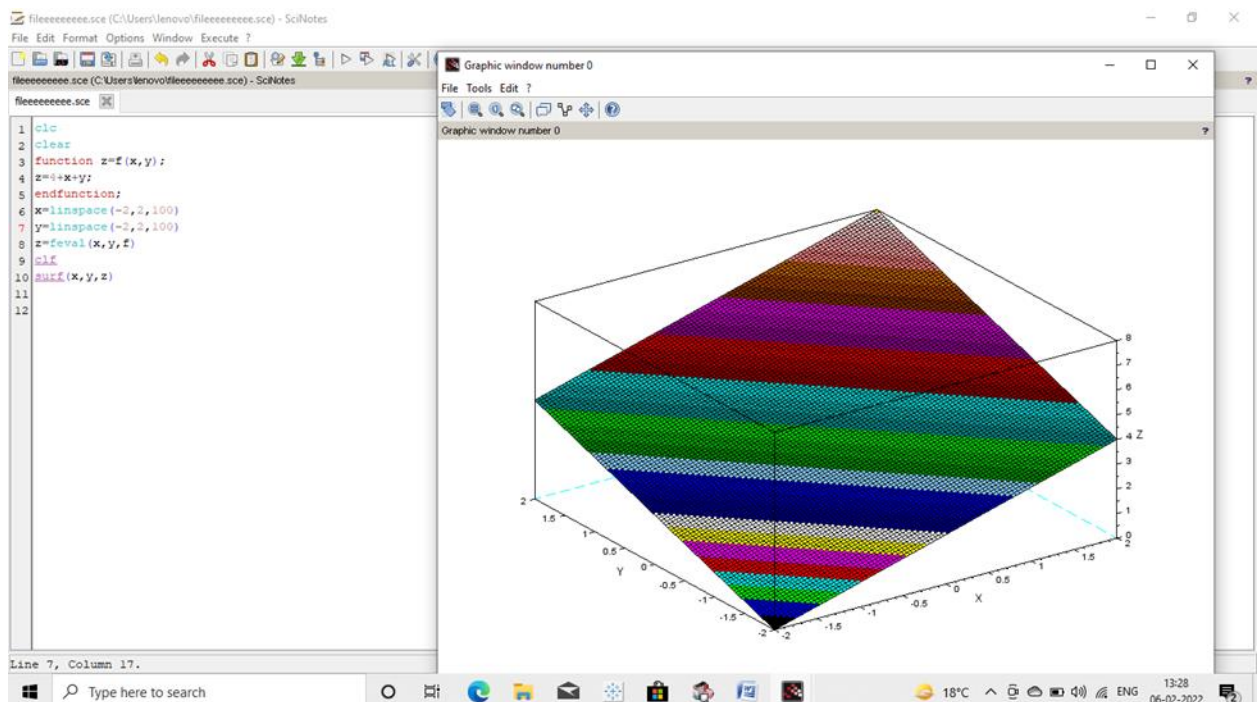 fileeeeeeeee.sce (C:\Users\lenovo\fileeeeeeeee.sce) - SciNotes
File Edit Format Options Window Execute ?
fileeeeeeeee.sce (C:\Users\lenovo\fileeeeeeeee.sce) - SciNotes
fileeeeeeeee.sce
1 clc
2 clear
3 function z=f(x,y);
4 z=4+x+y;
5 endfunction;
6 x=linspace(-2,2,100)
7 y=linspace(-2,2,100)
8 z=feval(x,y,f)
9 clf
10 surf(x,y,z)
11
12
Line 7, Column 17.
Graphic window number 0
File Tools Edit ?
Graphic window number 0
?
?
8
7
6
5
4 Z
3
2
1
0
2
1.5
1
0.5
0
Y
-0.5
-1
-1.5
-2
-2
-1.5
-1
-0.5
0
X
0.5
1
1.5
2
Type here to search
18°C
ENG
13:28
06-02-2022